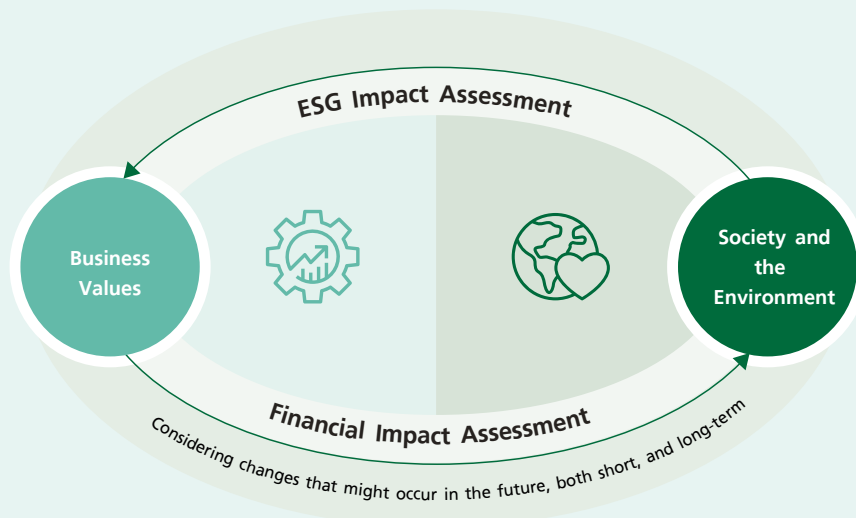 ESG Impact Assessment
Business
Values
Society and
the
Environment
Financial Impact Assessment
Considering changes that might occur in the future, both short, and long-term